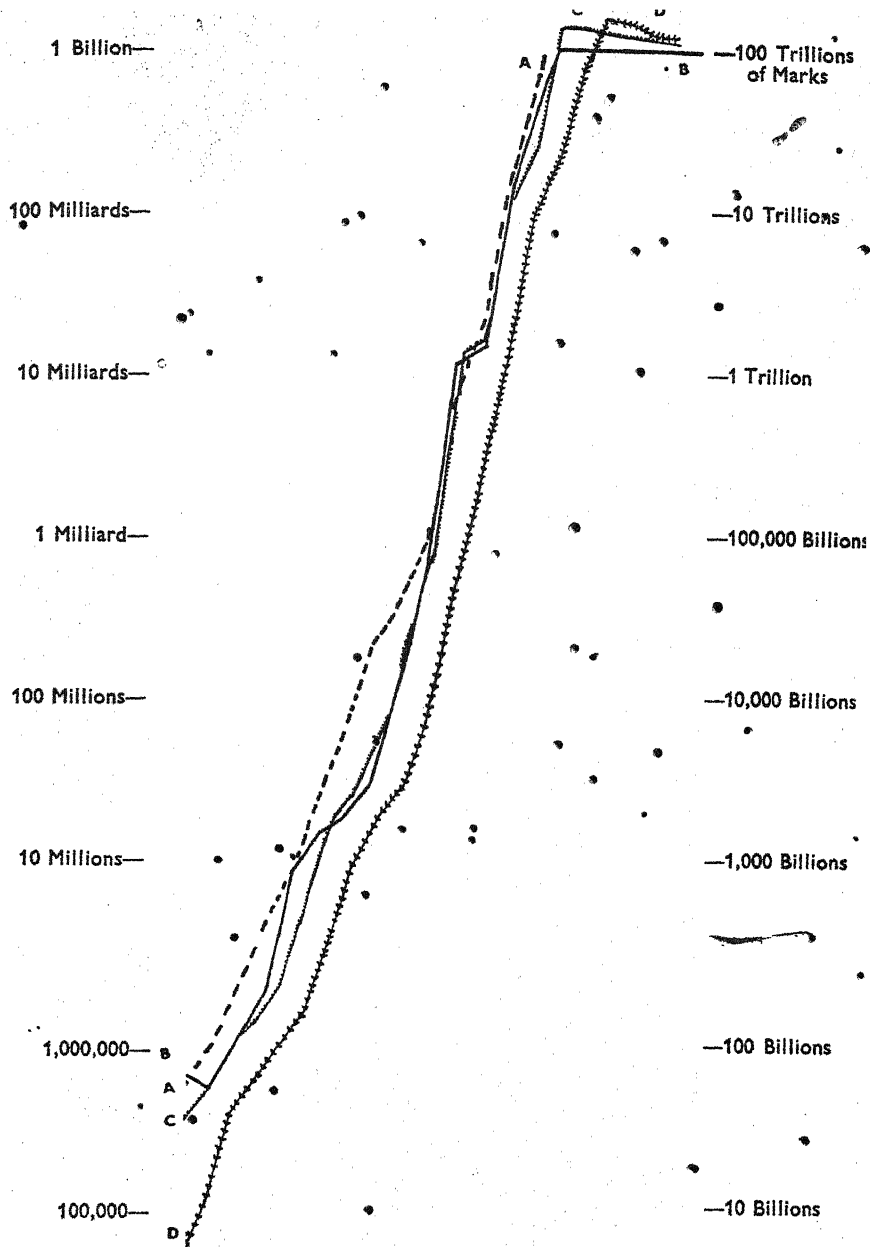 C D
1 Billion—
A
B
—100 Trillions
of Marks
100 Milliards—
—10 Trillions
10 Milliards—
—1 Trillion
1 Milliard—
—100,000 Billions
100 Millions—
—10,000 Billions
10 Millions—
—1,000 Billions
1,000,000—
B
—100 Billions
A
C
100,000—
—10 Billions
D